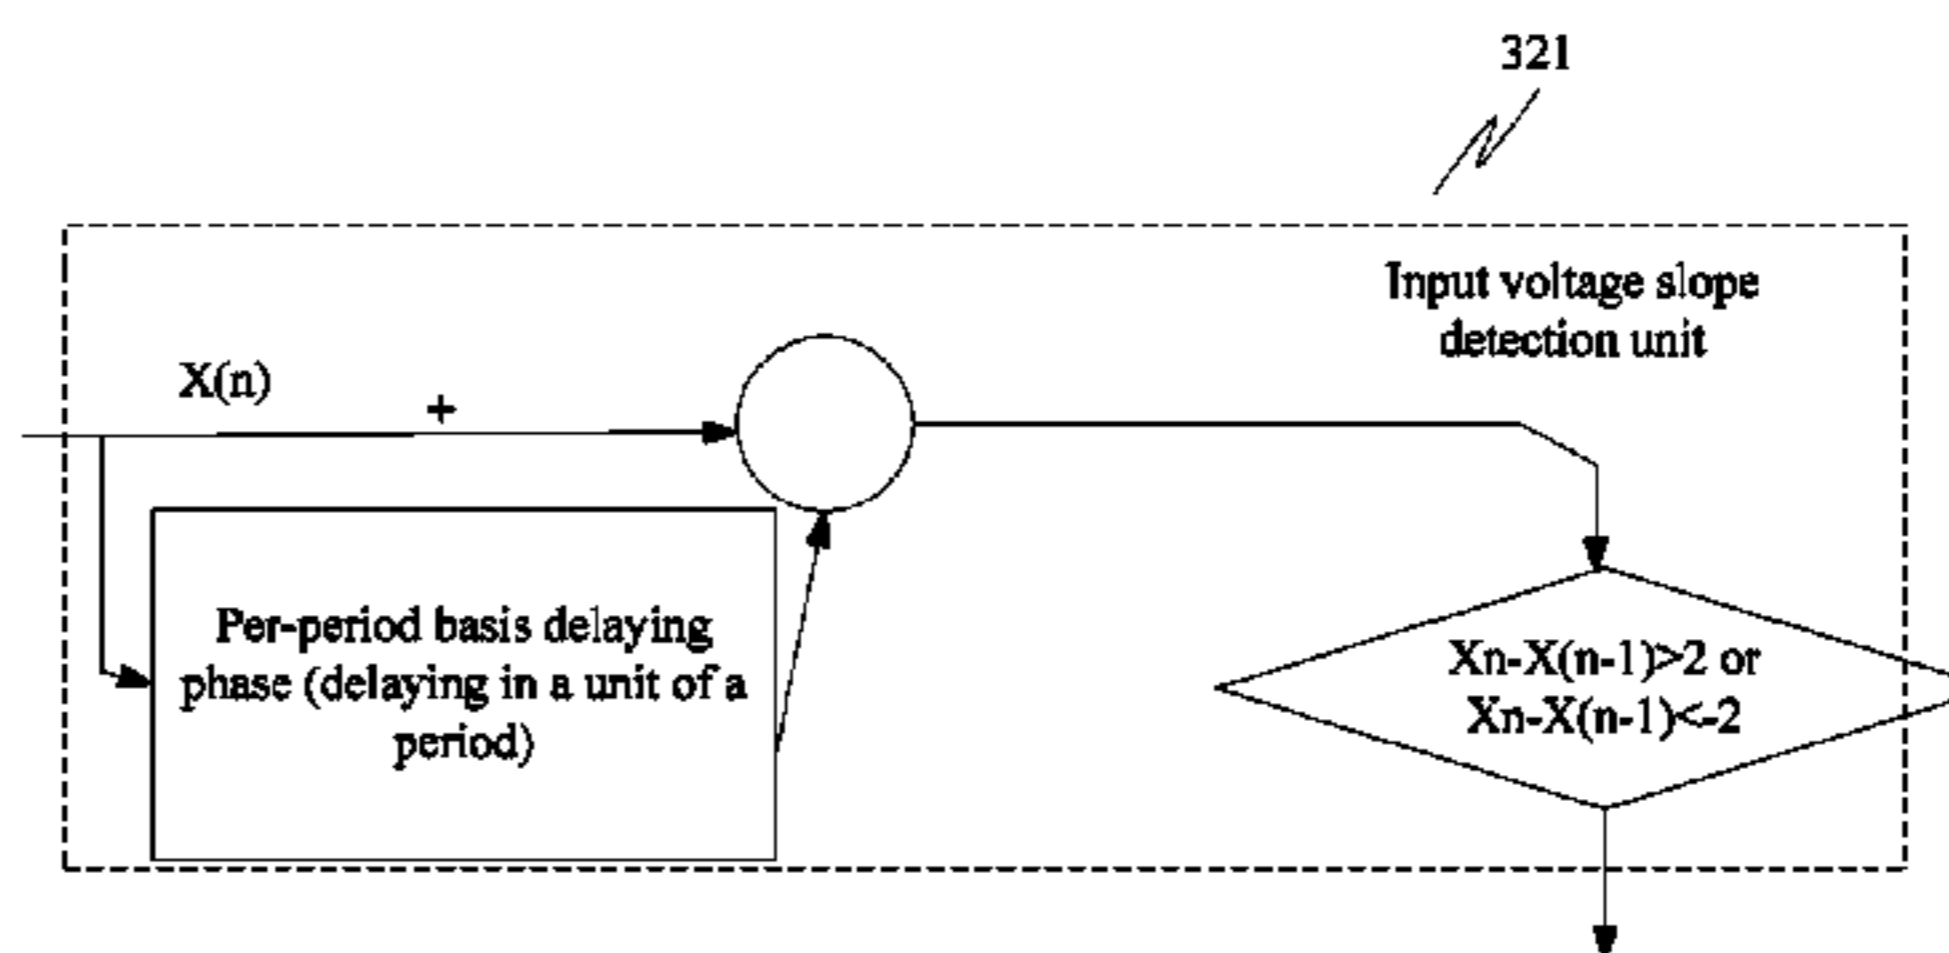 321
Input voltage slope
detection unit
X(n)
+
Per-period basis delaying
phase (delaying in a unit of a
period)
Xn-X(n-1)>2 or
Xn-X(n-1)<-2